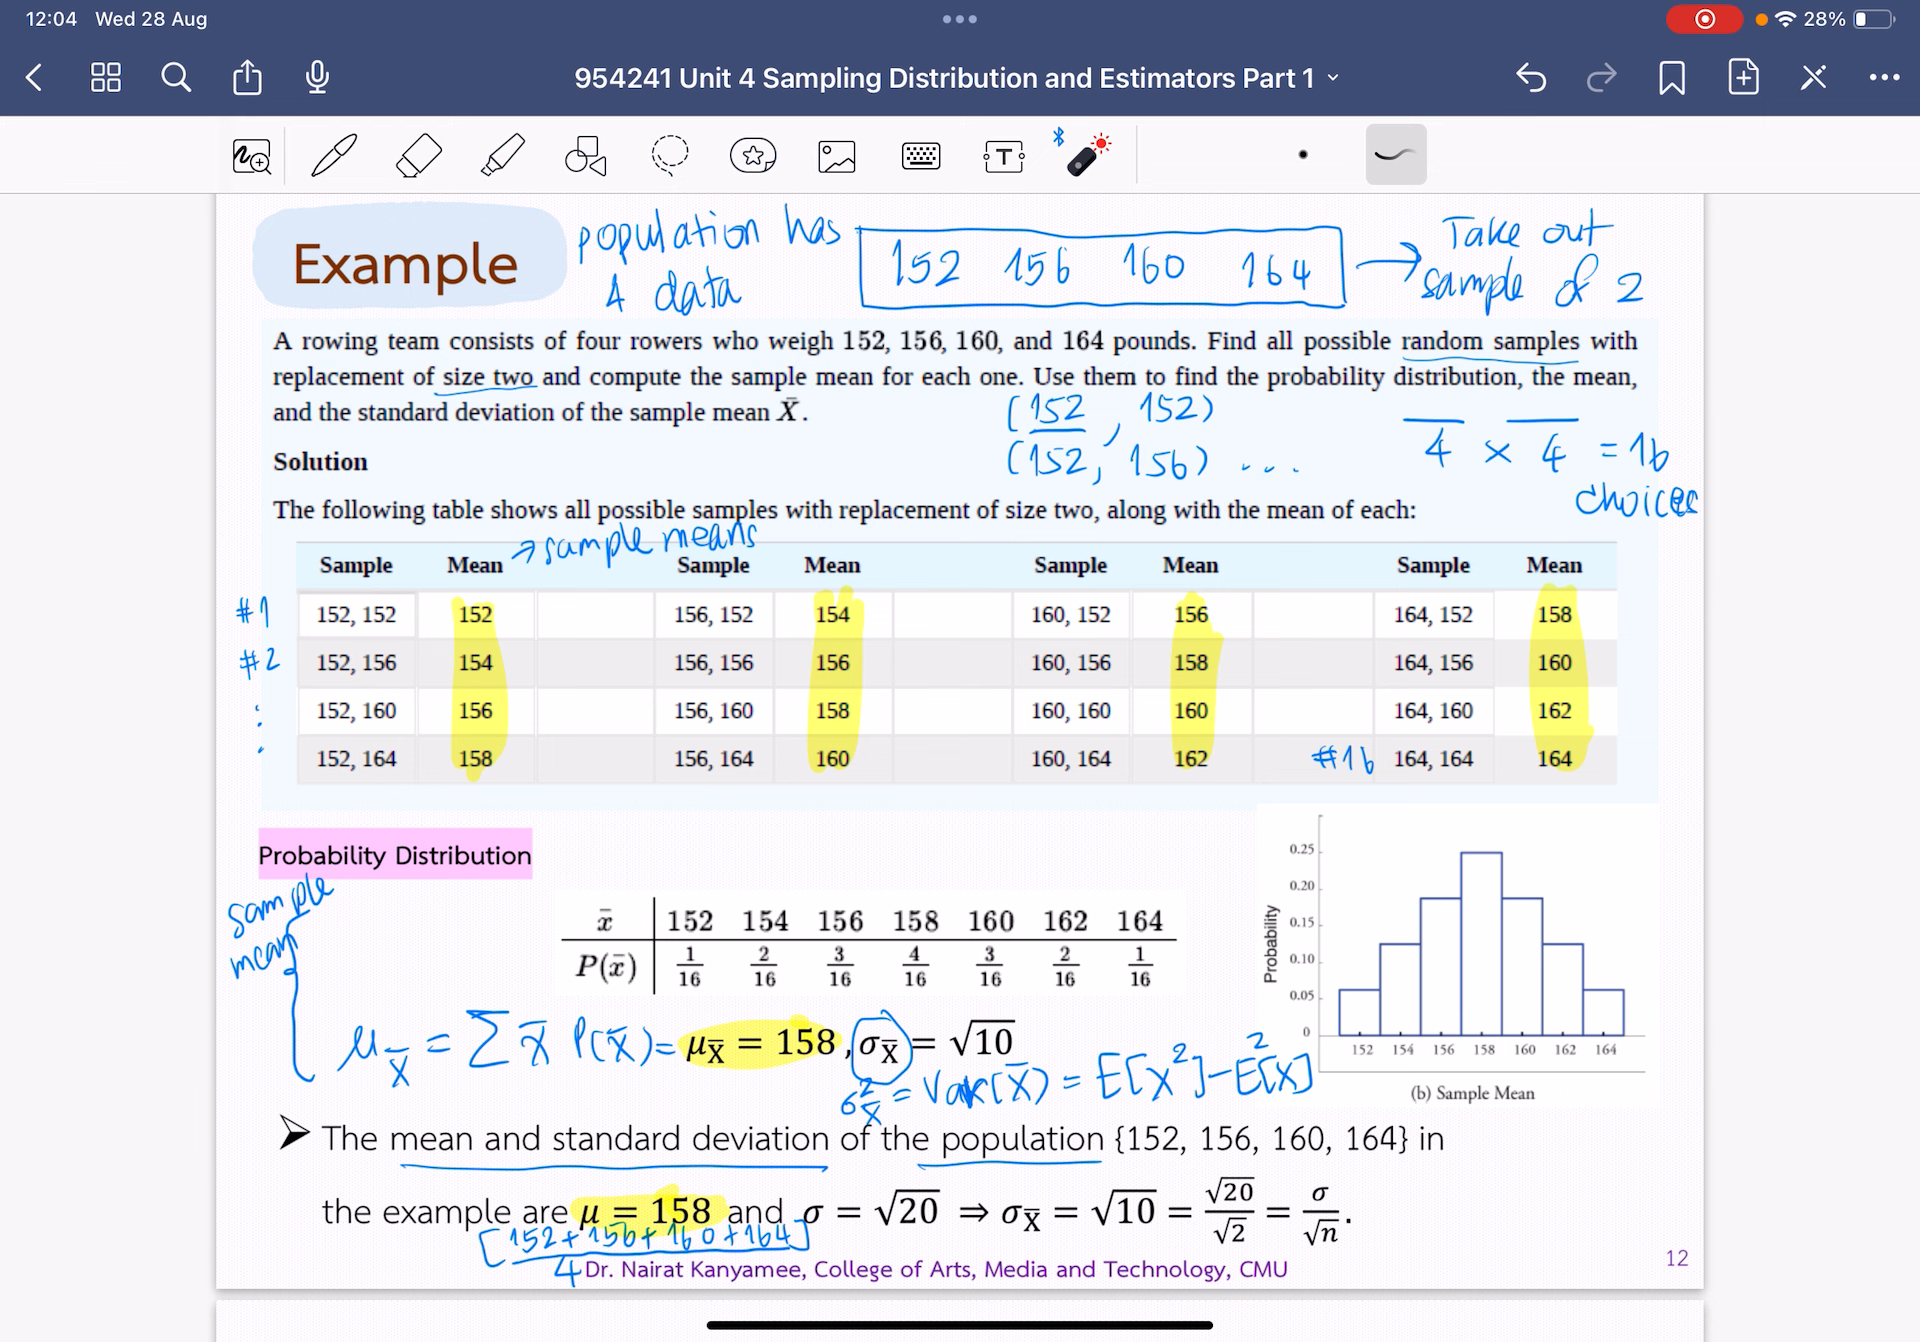 12:04 Wed 28 Aug
28%
954241 Unit 4 Sampling Distribution and Estimators Part 1
Example
population has
4 data
152 156 160 164
→ Take out
sample of 2
A rowing team consists of four rowers who weigh 152, 156, 160, and 164 pounds. Find all possible random samples with
replacement of size two and compute the sample mean for each one. Use them to find the probability distribution, the mean,
and the standard deviation of the sample mean X̄.
(152, 152)
(152, 156) ...
4 × 4 = 16
choices
Solution
The following table shows all possible samples with replacement of size two, along with the mean of each:
→ sample means
Sample Mean Sample Mean Sample Mean Sample Mean
#1 152, 152 152 156, 152 154 160, 152 156 164, 152 158
#2 152, 156 154 156, 156 156 160, 156 158 164, 156 160
152, 160 156 156, 160 158 160, 160 160 164, 160 162
152, 164 158 156, 164 160 160, 164 162 #16 164, 164 164
Probability Distribution
sample
mean
x̄ 152 154 156 158 160 162 164
P(x̄) 1/16 2/16 3/16 4/16 3/16 2/16 1/16
μx̄ = Σ x̄ P(x̄) = μX̄ = 158, σX̄ = √10
σ²x̄ = Var(X̄) = E[X²]-E²[X]
Probability
0.25
0.20
0.15
0.10
0.05
0
152 154 156 158 160 162 164
(b) Sample Mean
➢ The mean and standard deviation of the population {152, 156, 160, 164} in
the example are μ = 158 and σ = √20 ⇒ σX̄ = √10 = √20/√2 = σ/√n.
[152+156+160+164]
4
Dr. Nairat Kanyamee, College of Arts, Media and Technology, CMU
12